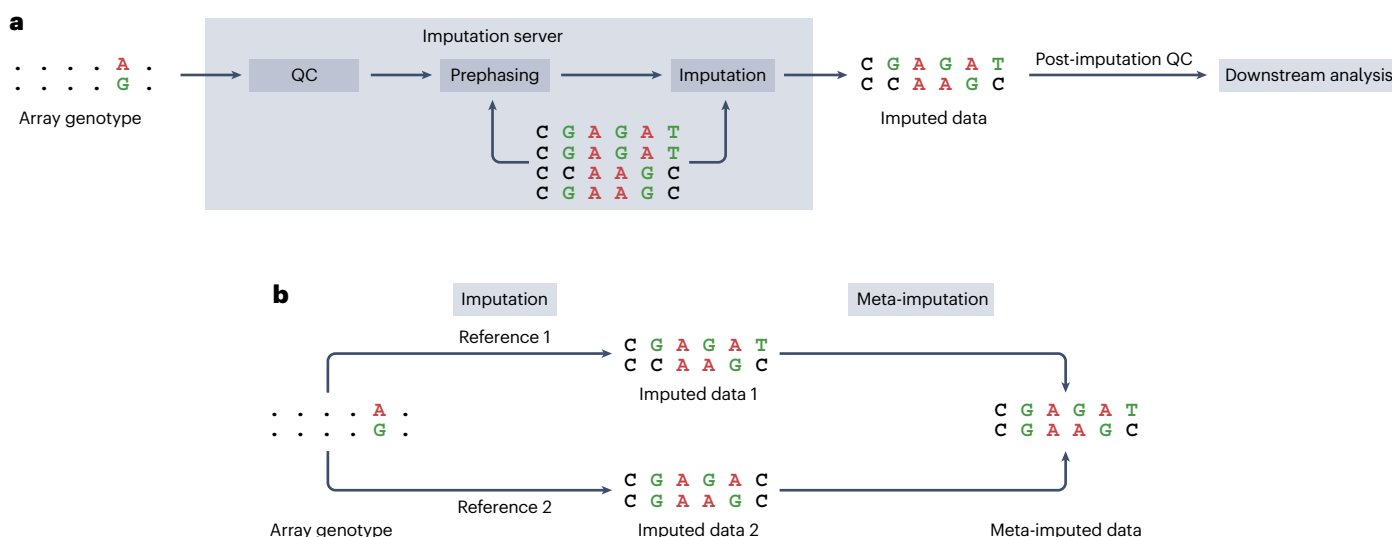 a
Imputation server
. . . . A .
. . . . G .
Array genotype
QC
Prephasing
Imputation
C G A G A T
C G A G A T
C C A A G C
C G A A G C
C G A G A T
C C A A G C
Imputed data
Post-imputation QC
Downstream analysis
b
Imputation
Meta-imputation
Reference 1
C G A G A T
C C A A G C
Imputed data 1
. . . . A .
. . . . G .
Array genotype
C G A G A T
C G A A G C
Meta-imputed data
Reference 2
C G A G A C
C G A A G C
Imputed data 2